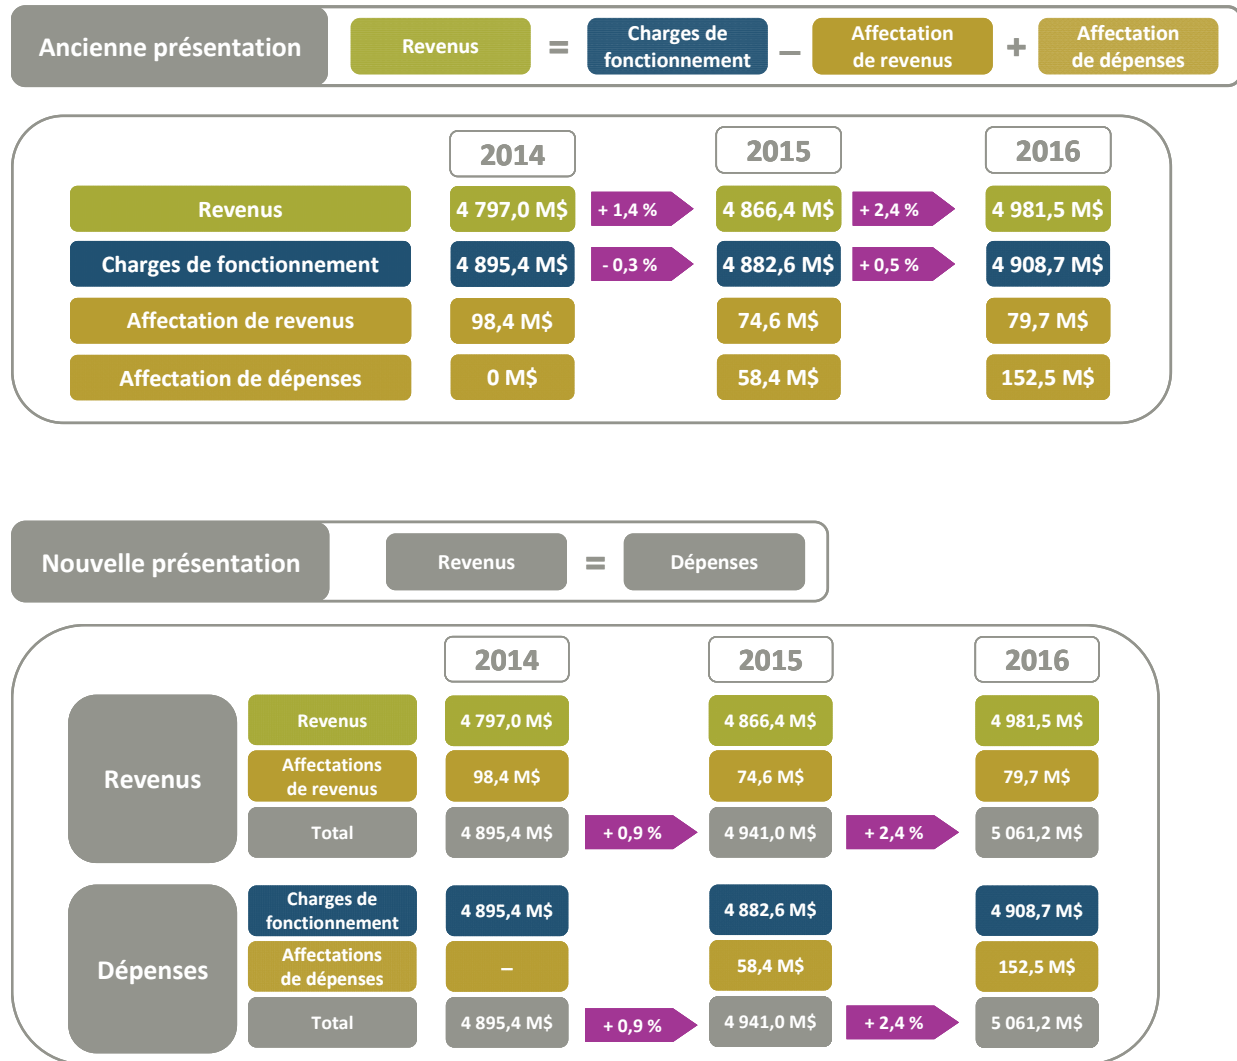 Ancienne présentation
Revenus
=
Charges de
fonctionnement
–
Affectation
de revenus
+
Affectation
de dépenses
2014
2015
2016
Revenus
4 797,0 M$
+ 1,4 %
4 866,4 M$
+ 2,4 %
4 981,5 M$
Charges de fonctionnement
4 895,4 M$
- 0,3 %
4 882,6 M$
+ 0,5 %
4 908,7 M$
Affectation de revenus
98,4 M$
74,6 M$
79,7 M$
Affectation de dépenses
0 M$
58,4 M$
152,5 M$
Nouvelle présentation
Revenus
=
Dépenses
2014
2015
2016
Revenus
Revenus
4 797,0 M$
4 866,4 M$
4 981,5 M$
Affectations
de revenus
98,4 M$
74,6 M$
79,7 M$
Total
4 895,4 M$
+ 0,9 %
4 941,0 M$
+ 2,4 %
5 061,2 M$
Dépenses
Charges de
fonctionnement
4 895,4 M$
4 882,6 M$
4 908,7 M$
Affectations
de dépenses
–
58,4 M$
152,5 M$
Total
4 895,4 M$
+ 0,9 %
4 941,0 M$
+ 2,4 %
5 061,2 M$